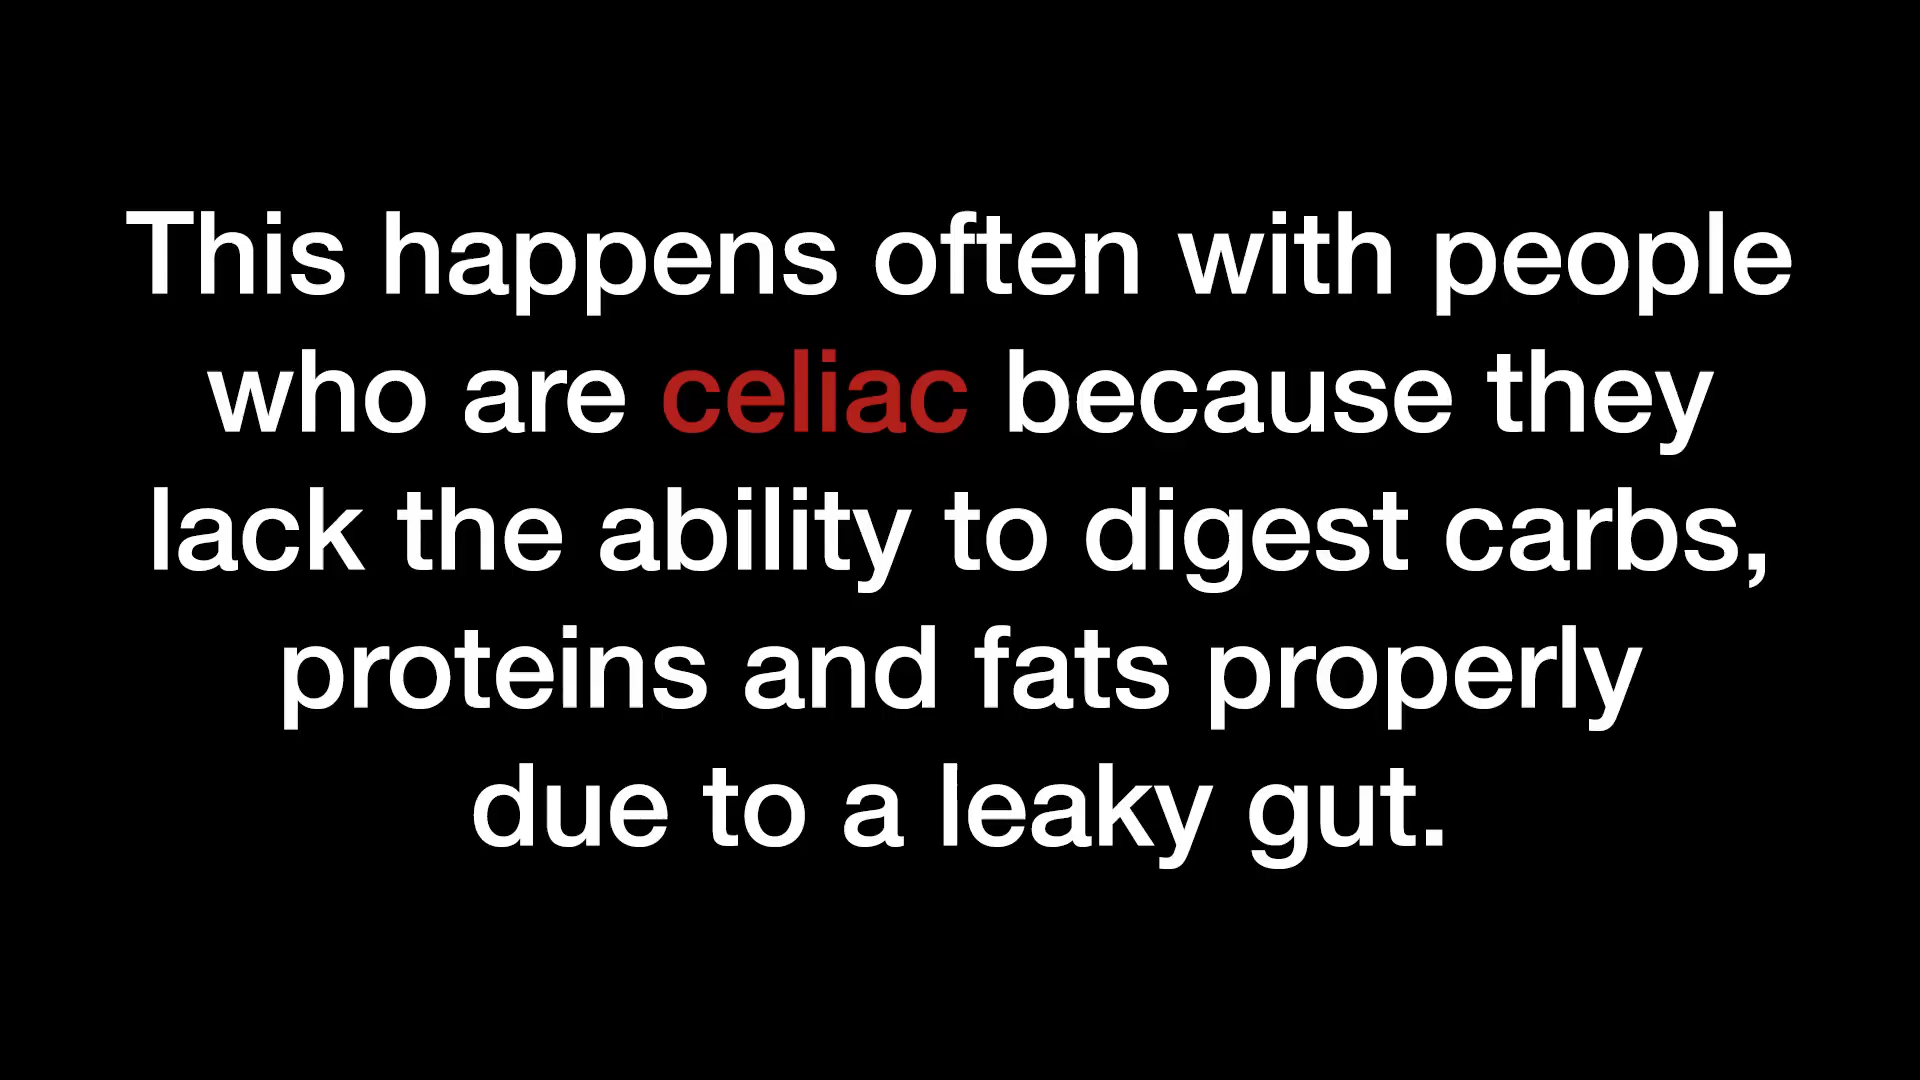 This happens often with people
who are celiac because they
lack the ability to digest carbs,
proteins and fats properly
due to a leaky gut.